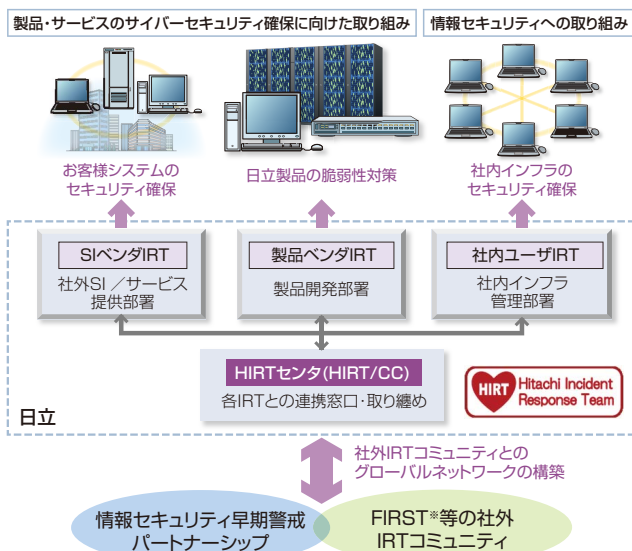 製品・サービスのサイバーセキュリティ確保に向けた取り組み
情報セキュリティへの取り組み
お客様システムの
セキュリティ確保
日立製品の脆弱性対策
社内インフラの
セキュリティ確保
SIベンダIRT
社外SI／サービス
提供部署
製品ベンダIRT
製品開発部署
社内ユーザIRT
社内インフラ
管理部署
HIRTセンタ(HIRT/CC)
各IRTとの連携窓口・取り纏め
HIRT
Hitachi Incident
Response Team
日立
社外IRTコミュニティとの
グローバルネットワークの構築
情報セキュリティ早期警戒
パートナーシップ
FIRST※等の社外
IRTコミュニティ